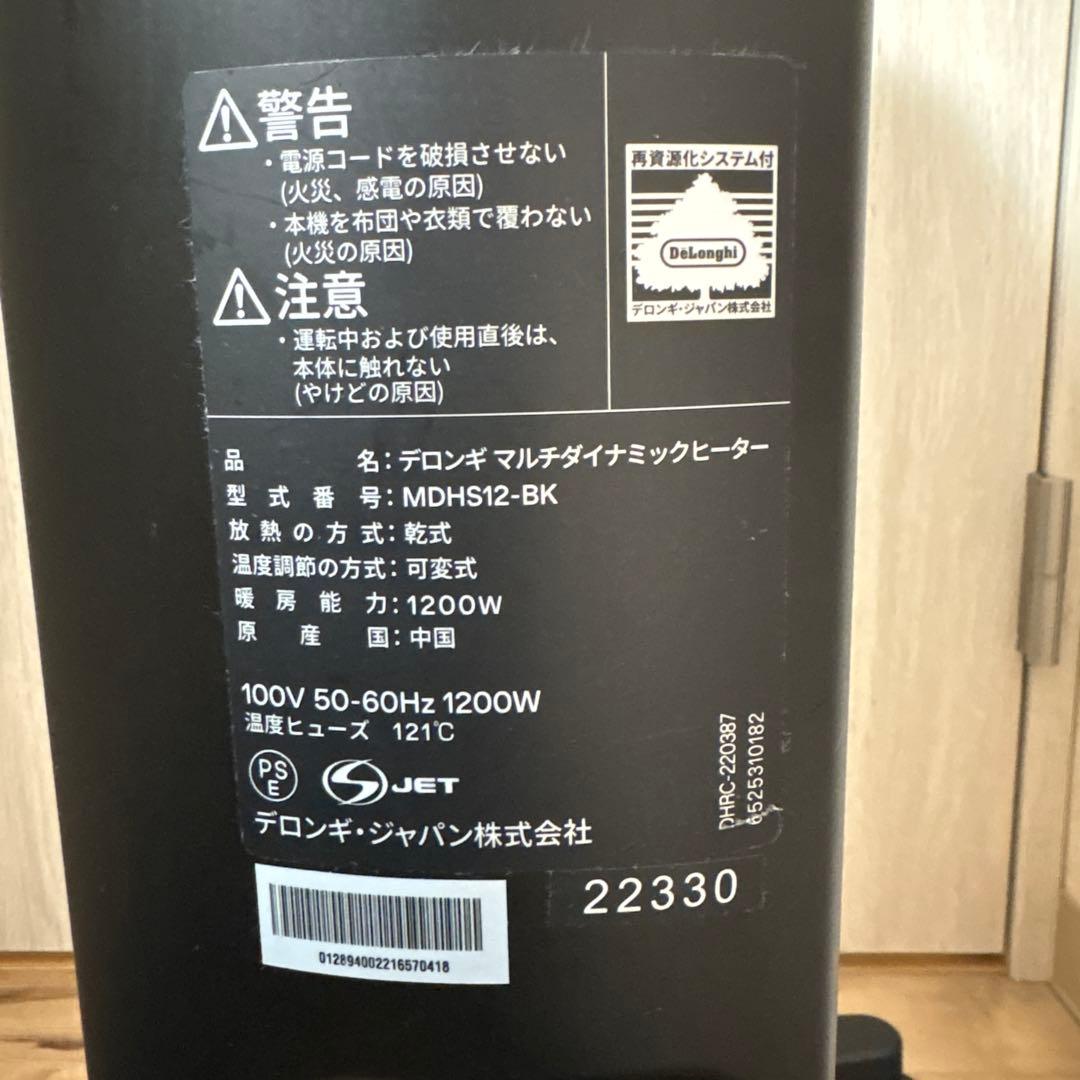 警告
・電源コードを破損させない
(火災、感電の原因)
・本機を布団や衣類で覆わない
(火災の原因)
注意
・運転中および使用直後は、
本体に触れない
(やけどの原因)
再資源化システム付
DeLonghi
デロンギ・ジャパン株式会社
品名：デロンギ マルチダイナミックヒーター
型式番号：MDHS12-BK
放熱の方式：乾式
温度調節の方式：可変式
暖房能力：1200W
原産国：中国
100V 50-60Hz 1200W
温度ヒューズ 121℃
PSE
JET
デロンギ・ジャパン株式会社
DHRC-220387
6525310182
22330
012894002216570418